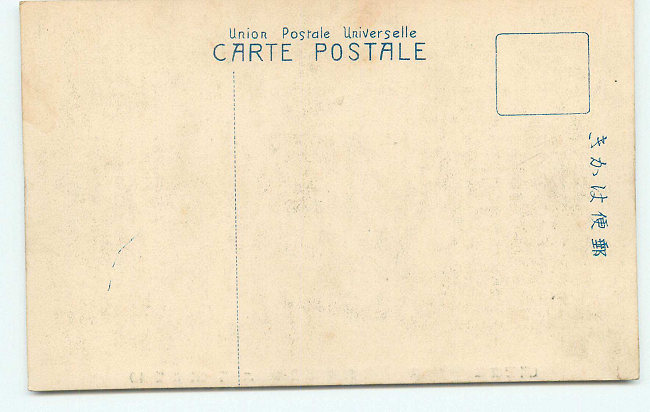 Union Postale Universelle
CARTE POSTALE
郵便はかき